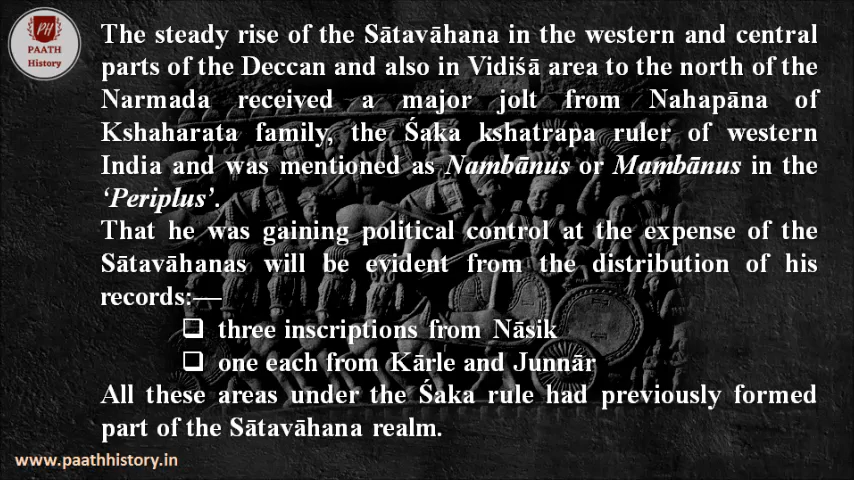 PH
PAATH
History
The steady rise of the Sātavāhana in the western and central
parts of the Deccan and also in Vidiśā area to the north of the
Narmada received a major jolt from Nahapāna of
Kshaharata family, the Śaka kshatrapa ruler of western
India and was mentioned as Nambānus or Mambānus in the
‘Periplus’.
That he was gaining political control at the expense of the
Sātavāhanas will be evident from the distribution of his
records:—
❑ three inscriptions from Nāsik
❑ one each from Kārle and Junnār
All these areas under the Śaka rule had previously formed
part of the Sātavāhana realm.
www.paathhistory.in